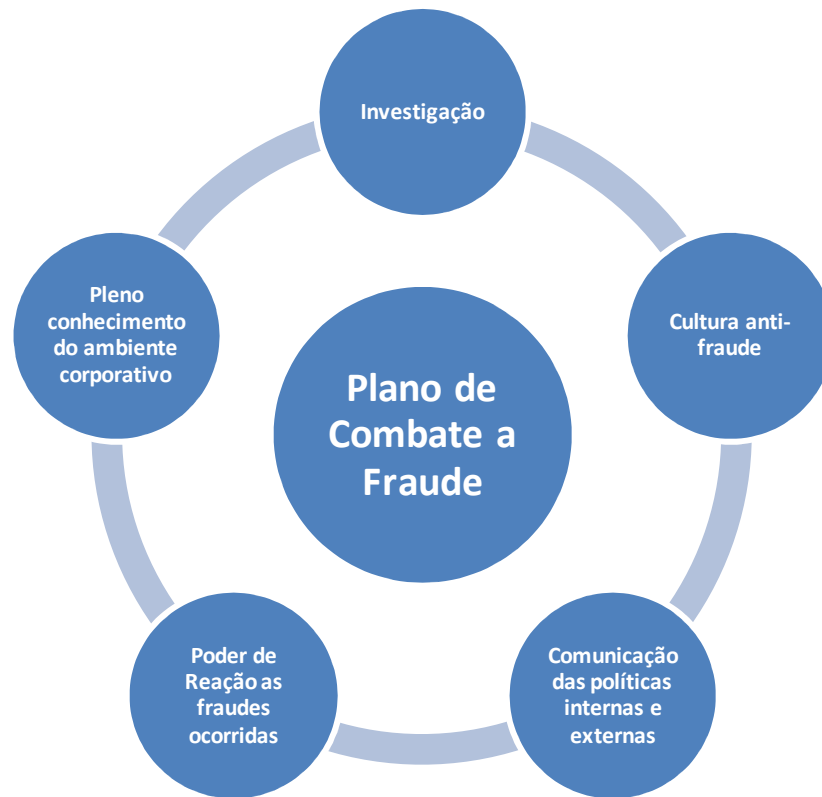 Investigação
Pleno
conhecimento
do ambiente
corporativo
Cultura anti-
fraude
Plano de
Combate a
Fraude
Poder de
Reação as
fraudes
ocorridas
Comunicação
das políticas
internas e
externas